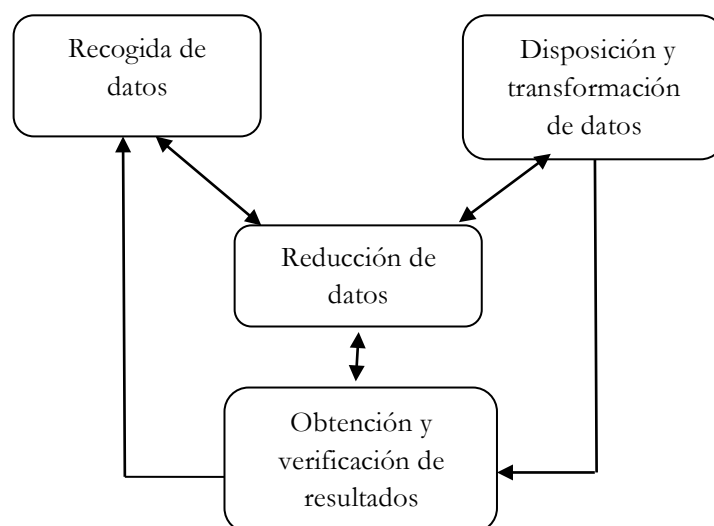 Recogida de
datos
Disposición y
transformación
de datos
Reducción de
datos
Obtención y
verificación de
resultados